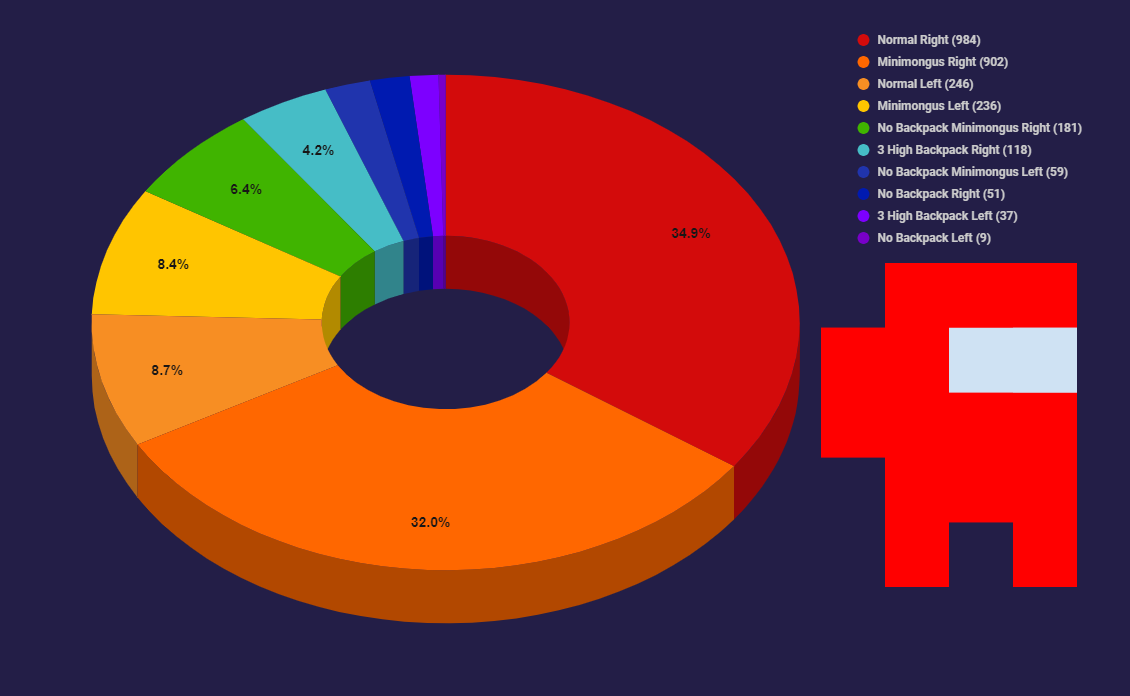 Normal Right (984)
Minimongus Right (902)
Normal Left (246)
Minimongus Left (236)
No Backpack Minimongus Right (181)
3 High Backpack Right (118)
No Backpack Minimongus Left (59)
No Backpack Right (51)
3 High Backpack Left (37)
No Backpack Left (9)
4.2%
6.4%
34.9%
8.4%
8.7%
32.0%